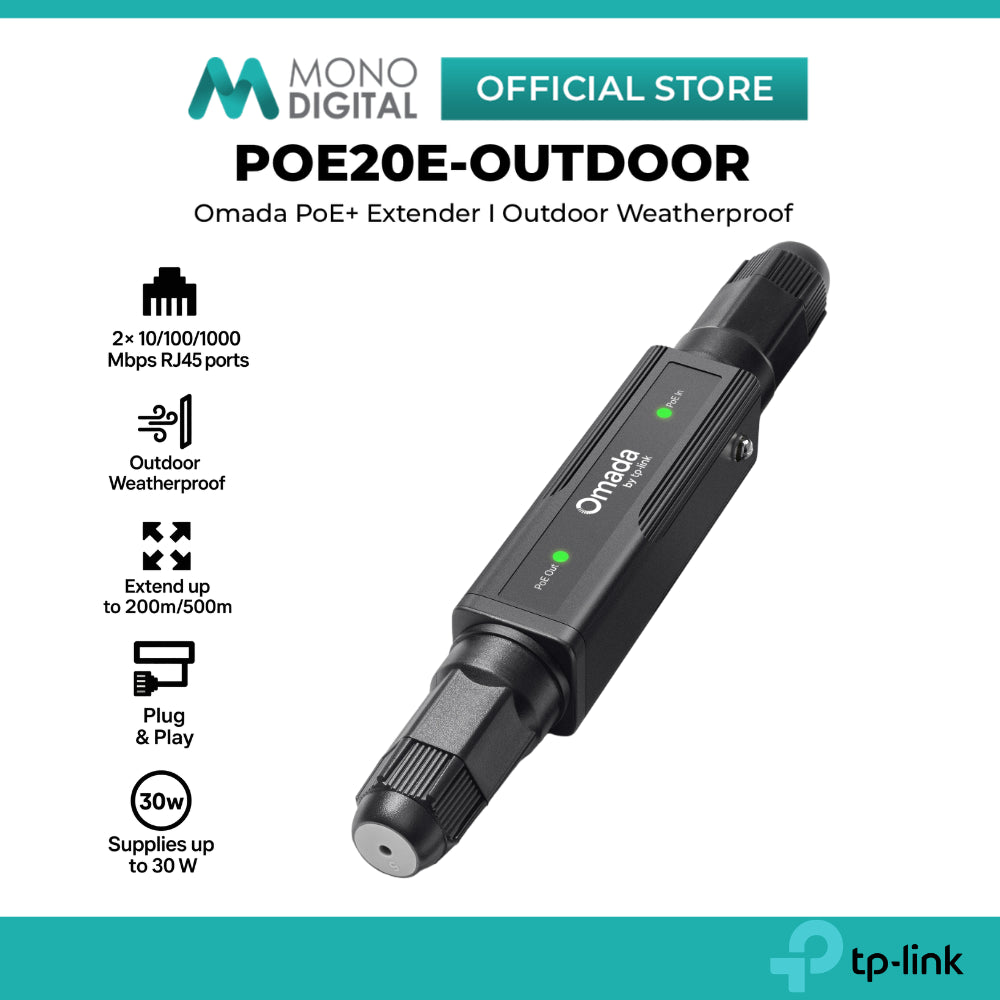 MONO
DIGITAL
OFFICIAL STORE
POE20E-OUTDOOR
Omada PoE+ Extender I Outdoor Weatherproof
2× 10/100/1000
Mbps RJ45 ports
Outdoor
Weatherproof
Extend up
to 200m/500m
Plug
& Play
30w
Supplies up
to 30 W
PoE In
Omada
by tp-link
PoE Out
tp-link